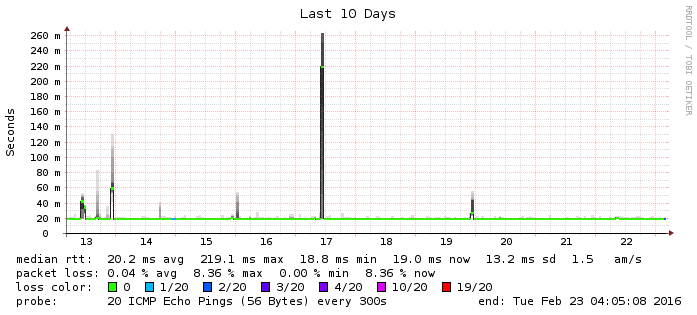 Last 10 Days
RRDTOOL / TOBI OETIKER
Seconds
260 m
240 m
220 m
200 m
180 m
160 m
140 m
120 m
100 m
80 m
60 m
40 m
20 m
0
13 14 15 16 17 18 19 20 21 22
median rtt: 20.2 ms avg 219.1 ms max 18.8 ms min 19.0 ms now 13.2 ms sd 1.5 am/s
packet loss: 0.04 % avg 8.36 % max 0.00 % min 8.36 % now
loss color: 0 1/20 2/20 3/20 4/20 10/20 19/20
probe: 20 ICMP Echo Pings (56 Bytes) every 300s end: Tue Feb 23 04:05:08 2016